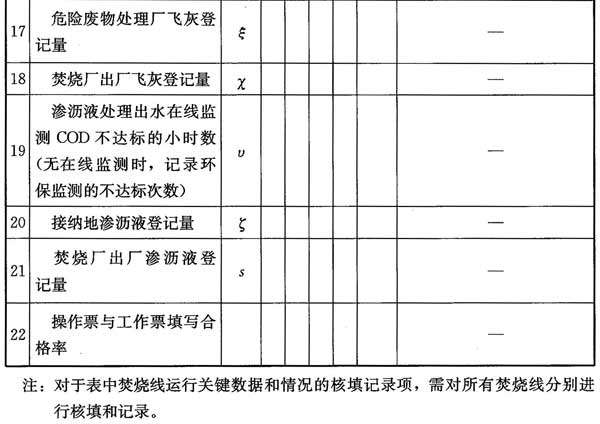 17 危险废物处理厂飞灰登 ξ —
记量
18 焚烧厂出厂飞灰登记量 χ —
渗沥液处理出水在线监
测 COD 不达标的小时数
19 (无在线监测时，记录环 υ —
保监测的不达标次数)
20 接纳地渗沥液登记量 ζ —
21 焚烧厂出厂渗沥液登 s —
记量
22 操作票与工作票填写合 —
格率
注：对于表中焚烧线运行关键数据和情况的核填记录项，需对所有焚烧线分别进
行核填和记录。